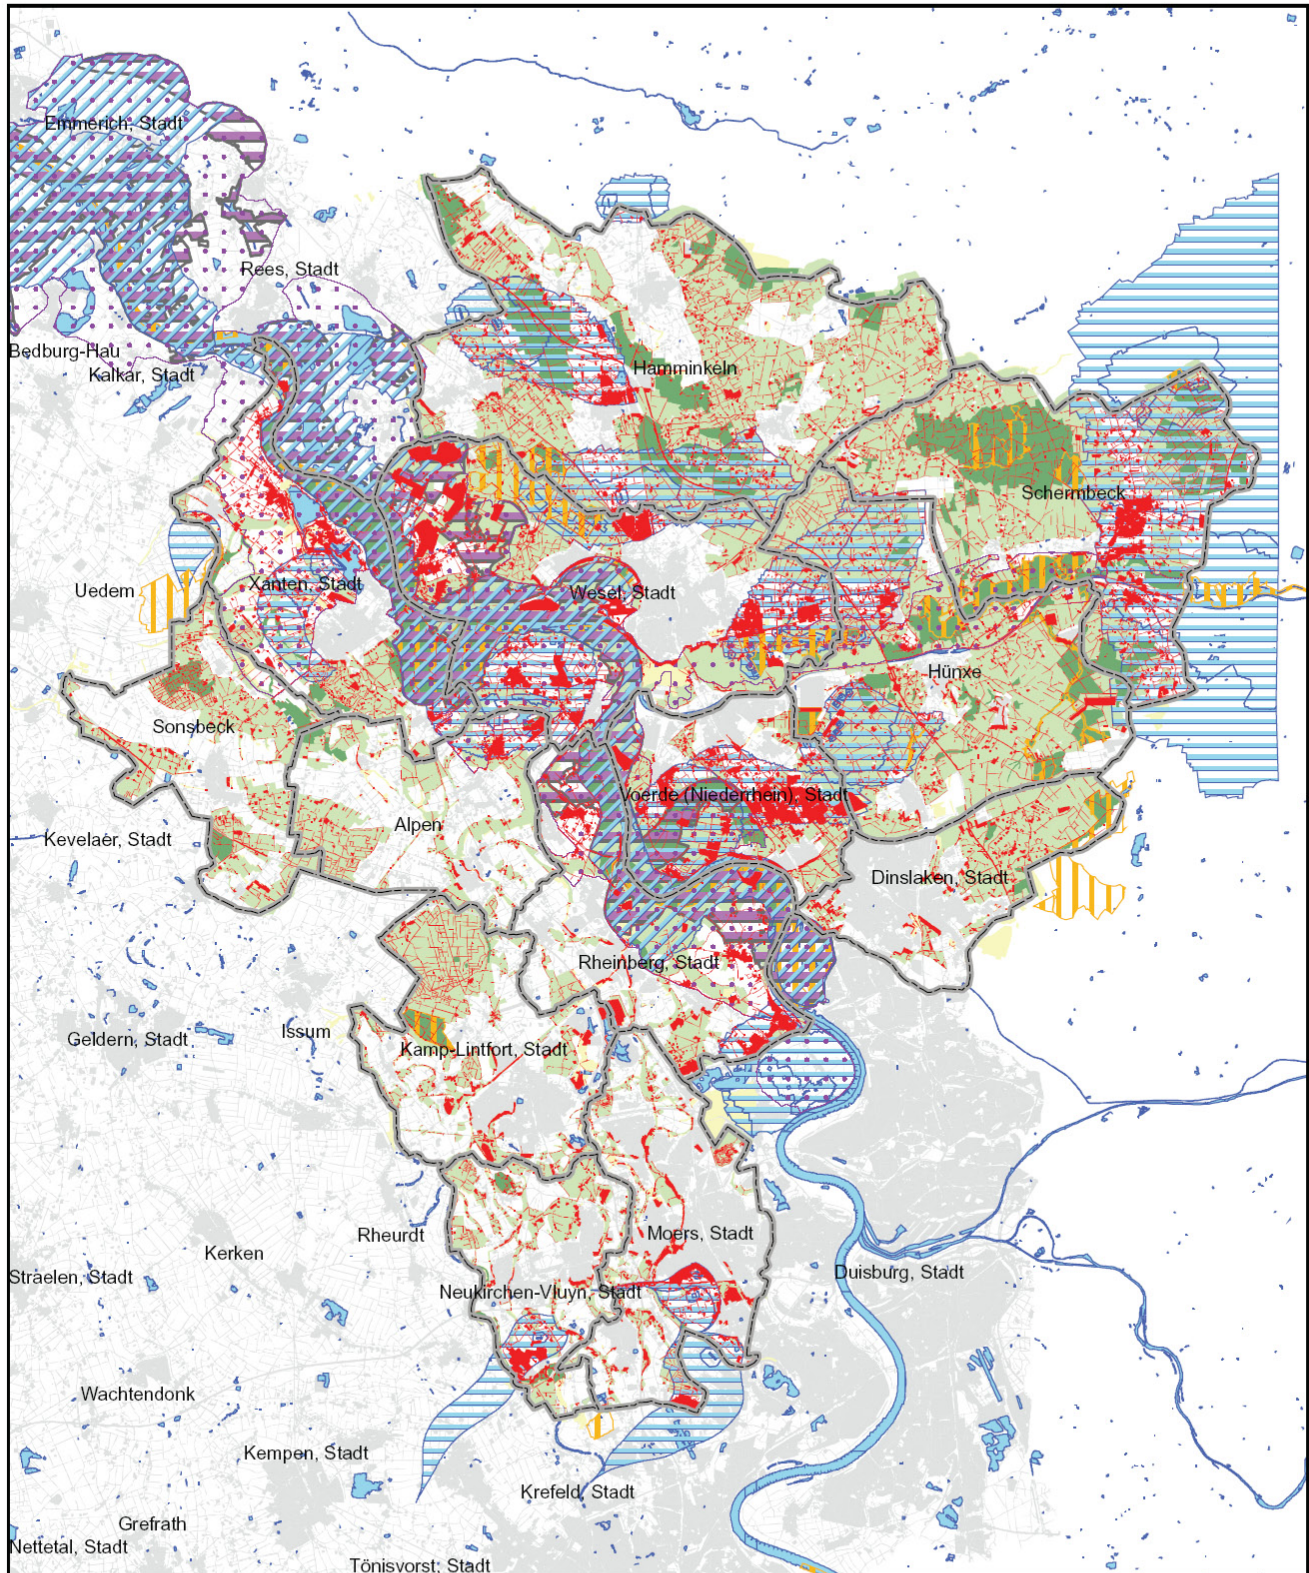 Emmerich, Stadt
Rees, Stadt
Bedburg-Hau
Kalkar, Stadt
Hamminkeln
Schermbeck
Uedem
Xanten, Stadt
Wesel, Stadt
Hünxe
Sonsbeck
Voerde (Niederrhein), Stadt
Alpen
Kevelaer, Stadt
Dinslaken, Stadt
Rheinberg, Stadt
Issum
Geldern, Stadt
Kamp-Lintfort, Stadt
Rheurdt
Moers, Stadt
Kerken
Straelen, Stadt
Duisburg, Stadt
Neukirchen-Vluyn, Stadt
Wachtendonk
Kempen, Stadt
Krefeld, Stadt
Grefrath
Nettetal, Stadt
Tönisvorst, Stadt